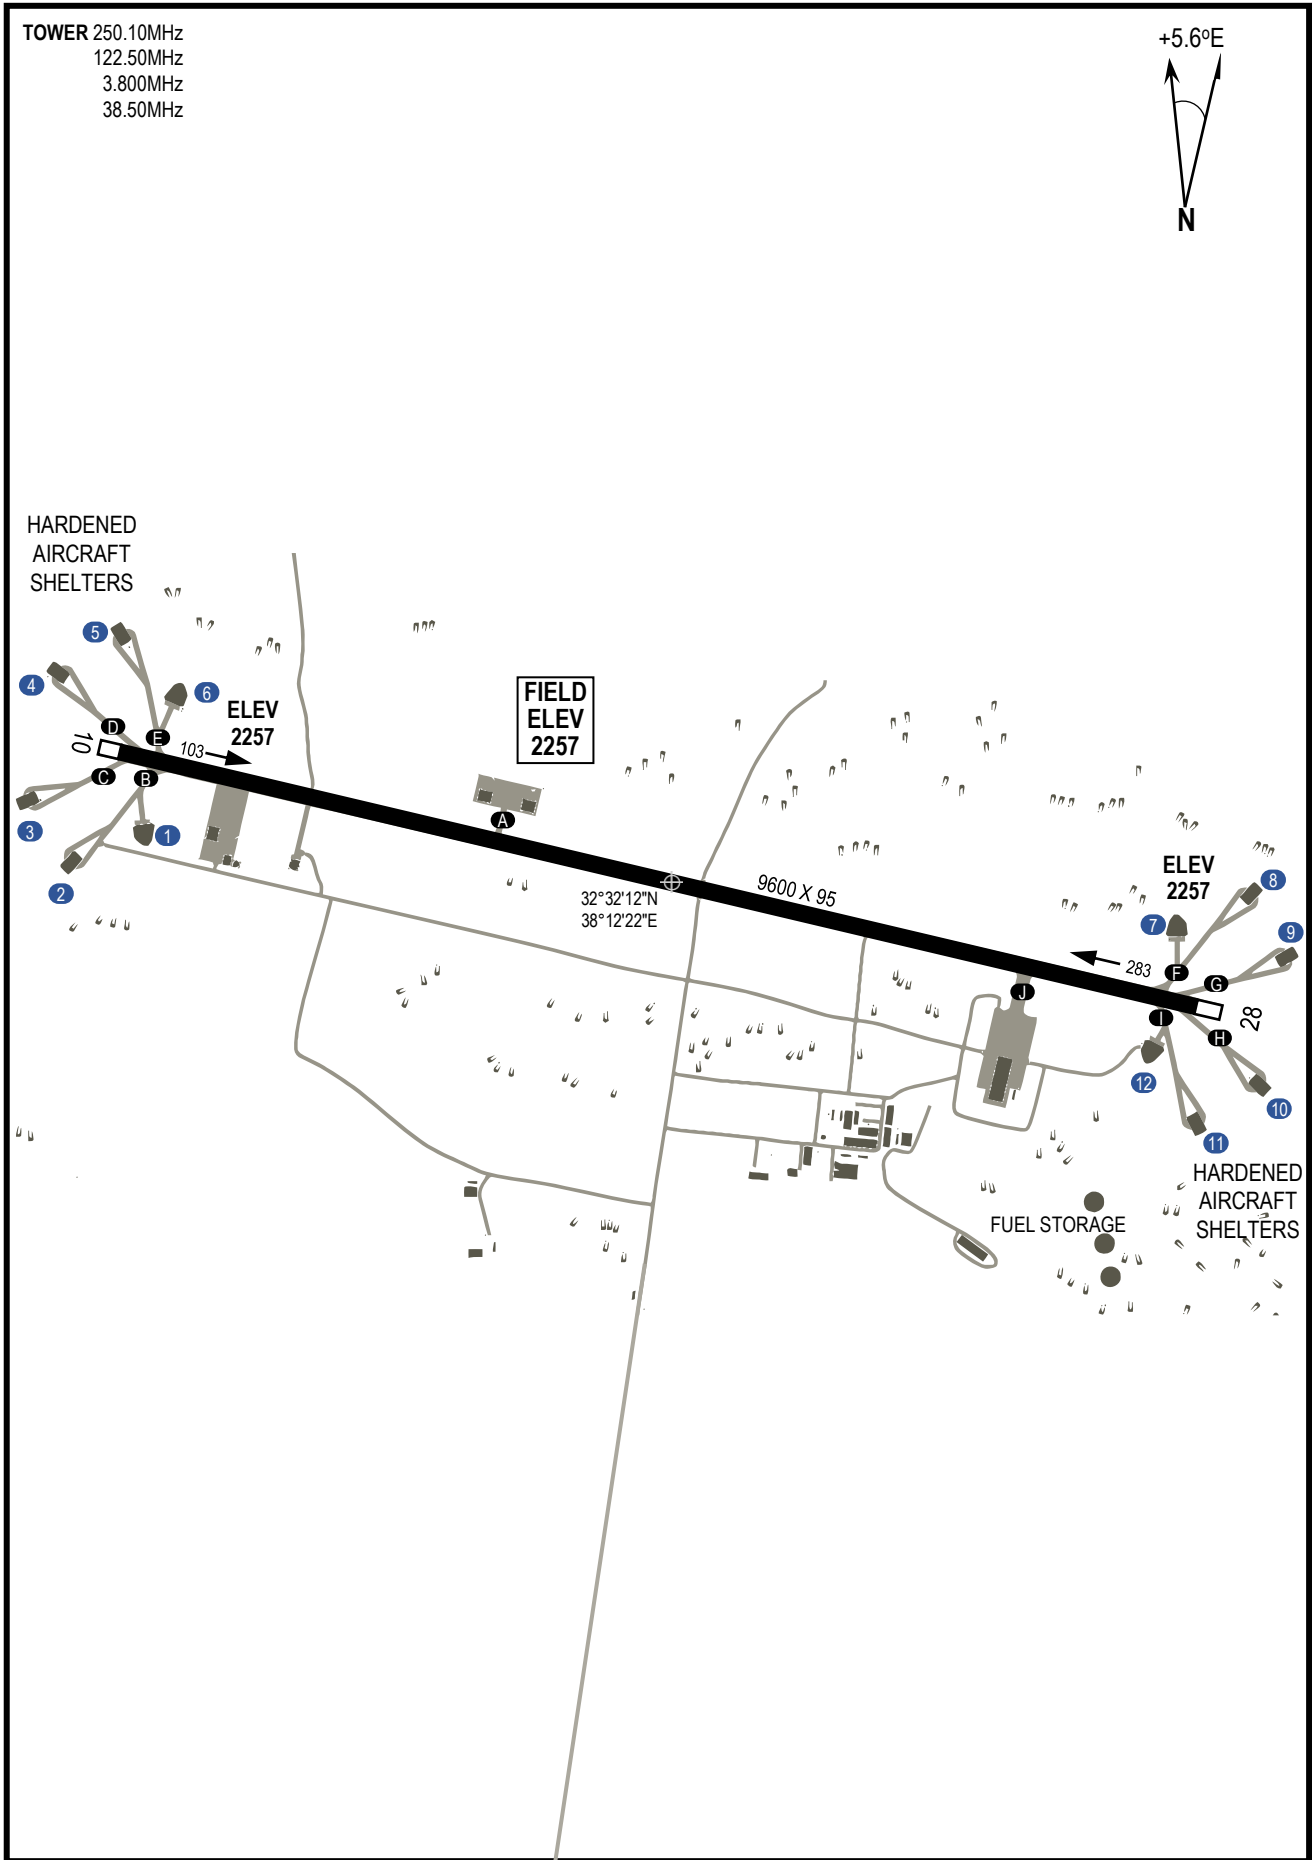 TOWER 250.10MHz
122.50MHz
3.800MHz
38.50MHz
+5.6ºE
N
HARDENED
AIRCRAFT
SHELTERS
5
4
6
D
E
10
103
ELEV
2257
FIELD
ELEV
2257
C
B
3
1
2
A
32°32'12"N
38°12'22"E
9600 X 95
ELEV
2257
8
7
9
283
F
G
J
I
H
28
12
10
11
HARDENED
AIRCRAFT
SHELTERS
FUEL STORAGE